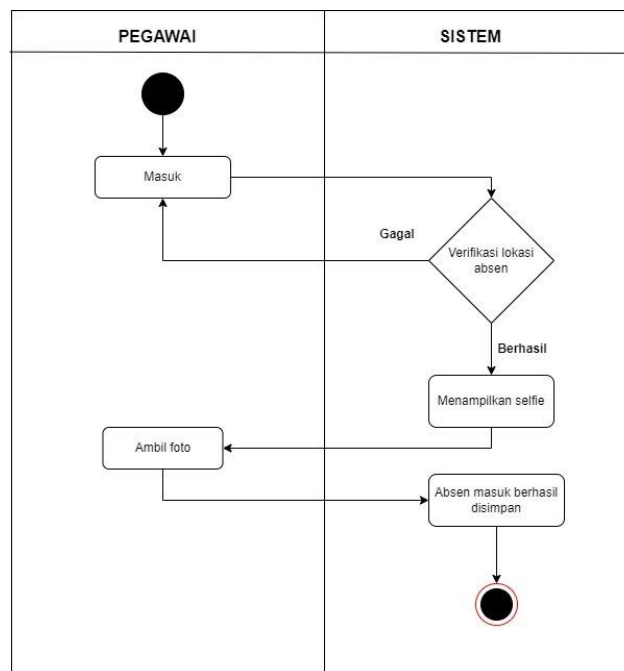 PEGAWAI
SISTEM
Masuk
Gagal
Verifikasi lokasi
absen
Berhasil
Menampilkan selfie
Ambil foto
Absen masuk berhasil
disimpan